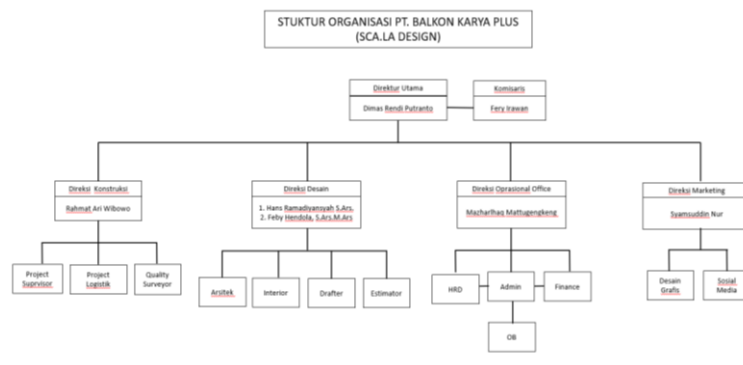 STUKTUR ORGANISASI PT. BALKON KARYA PLUS
(SCA.LA DESIGN)
Direktur Utama
Dimas Rendi Putranto
Komisaris
Fery Irawan
Direksi Konstruksi
Rahmat Ari Wibowo
Direksi Desain
1. Hans Ramadiyansyah S.Ars,
2. Feby Hendola, S.Ars.M.Ars
Direksi Oprasional Office
Mazharlhaq Mattugengkeng
Direksi Marketing
Syamsuddin Nur
Project
Suprvisor
Project
Logistik
Quality
Surveyor
Arsitek
Interior
Drafter
Estimator
HRD
Admin
Finance
OB
Desain
Grafis
Sosial
Media